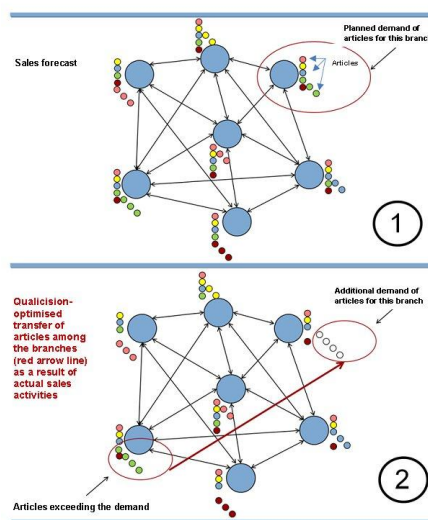 Planned demand of
articles for this branch
Sales forecast
Articles
1
Additional demand of
articles for this branch
Qualicision-
optimised
transfer of
articles among
the branches
(red arrow line)
as a result of
actual sales
activities
Articles exceeding the demand
2